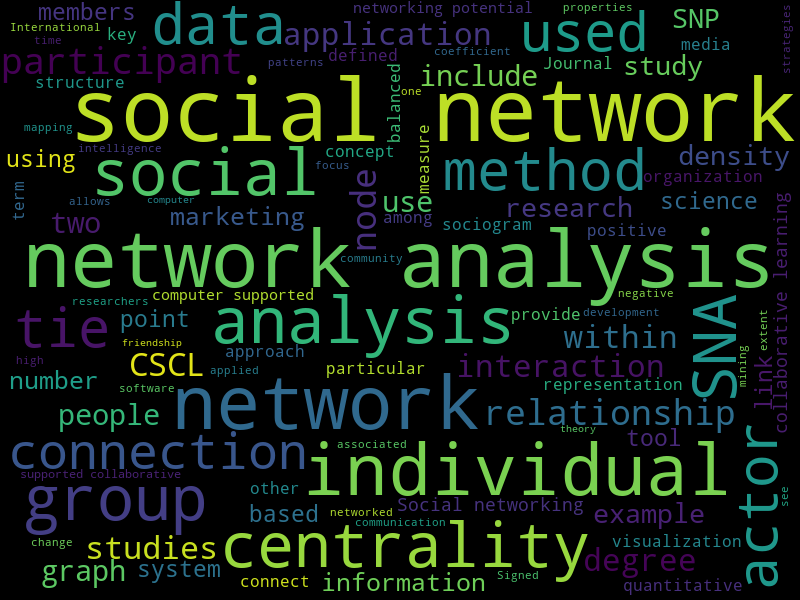 members
networking potential
properties
International
key
data
application
used
SNP
time
patterns
defined
coefficient
media
strategies
participant
structure
balanced
include
Journal
study
social network
one
mapping
intelligence
concept
using
social
focus
measure
method
density
organization
term
allows
computer
node
use
research
science
two
marketing
among
sociogram
positive
collaborative learning
network analysis
community
researchers
computer supported
negative
tie
point
analysis
provide
development
within
SNA
friendship
high
CSCL
approach
applied
particular
interaction
mining
extent
link
number
software
representation
people
network
relationship
theory
tool
connection
associated
individual
actor
supported collaborative
group
other
based
networked
Social networking
communication
example
see
change
studies
centrality
visualization
graph
system
connect
information
Signed
degree
quantitative